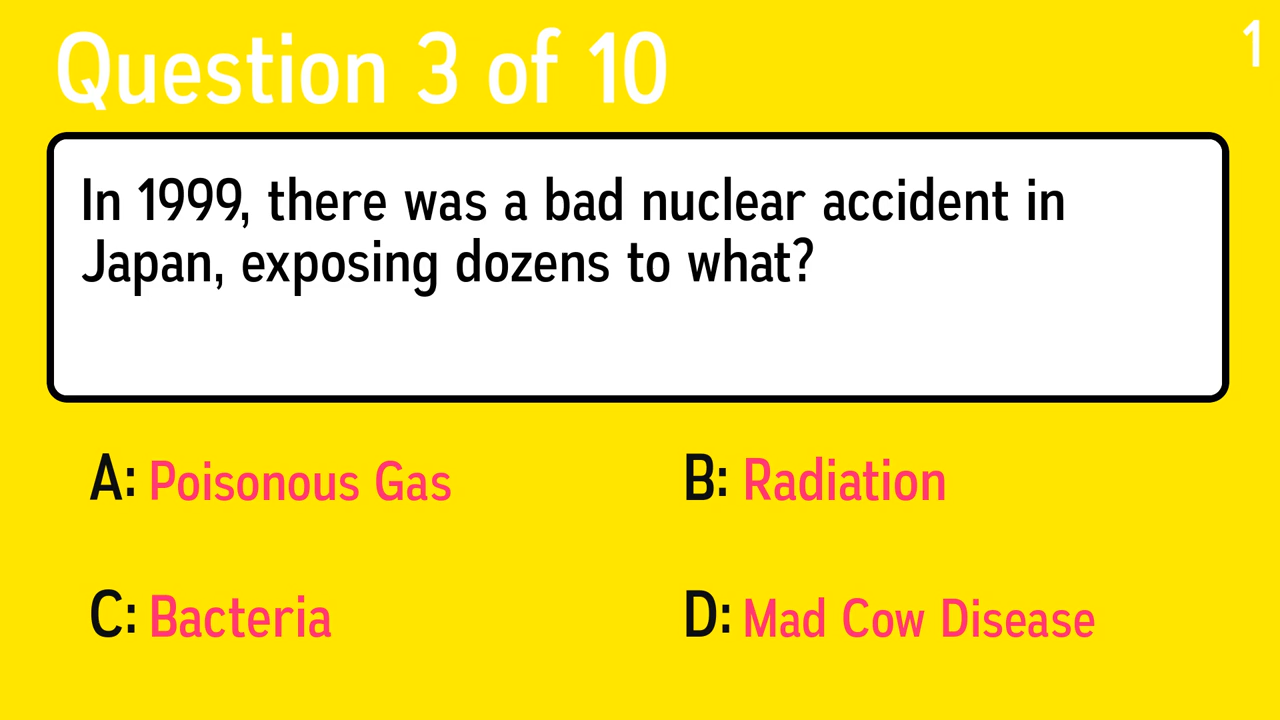 Question 3 of 10
1
In 1999, there was a bad nuclear accident in
Japan, exposing dozens to what?
A: Poisonous Gas
B: Radiation
C: Bacteria
D: Mad Cow Disease